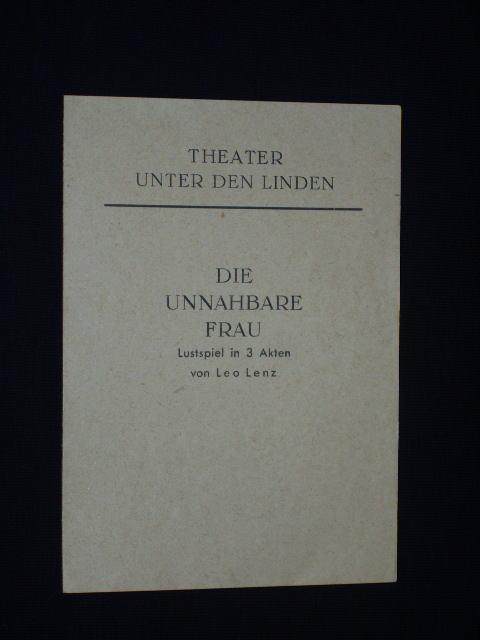 THEATER
UNTER DEN LINDEN
DIE
UNNAHBARE
FRAU
Lustspiel in 3 Akten
von Leo Lenz